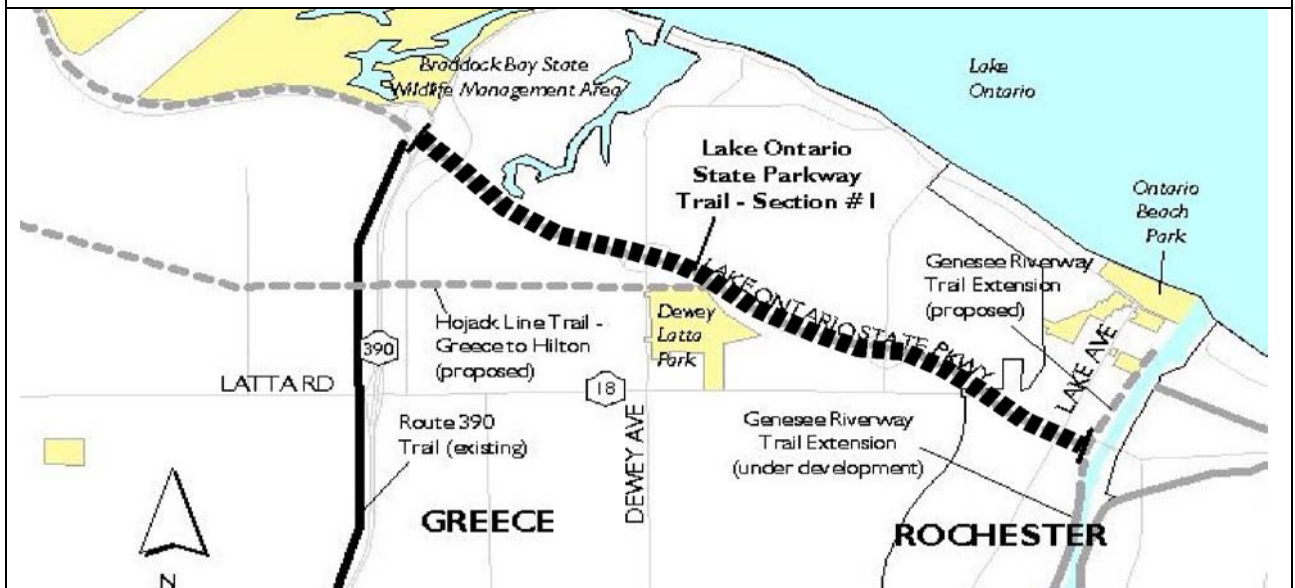 Braddock Bay State
Wildlife Management Area
Lake
Ontario
Lake Ontario
State Parkway
Trail - Section #1
Ontario
Beach
Park
Genesee Riverway
Trail Extension
(proposed)
LAKE ONTARIO STATE PKWY
Dewey
Latta
Park
Hojack Line Trail -
Greece to Hilton
(proposed)
390
LATTA RD
18
LAKE AVE
Route 390
Trail (existing)
DEWEY AVE
Genesee Riverway
Trail Extension
(under development)
GREECE
ROCHESTER
N